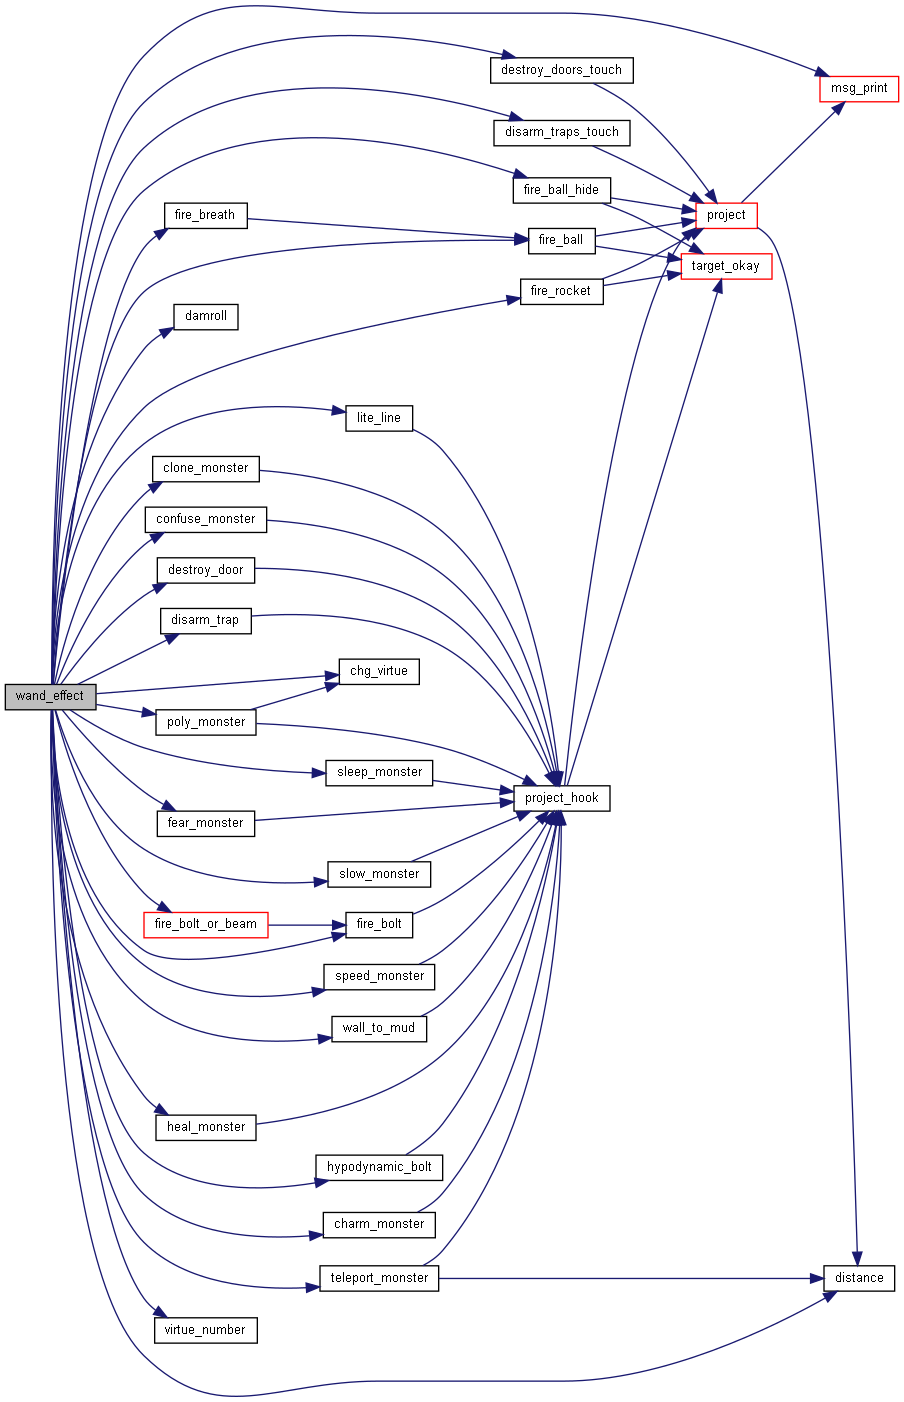 destroy_doors_touch
msg_print
disarm_traps_touch
fire_ball_hide
fire_breath
project
fire_ball
target_okay
fire_rocket
damroll
lite_line
clone_monster
confuse_monster
destroy_door
disarm_trap
chg_virtue
wand_effect
poly_monster
sleep_monster
project_hook
fear_monster
slow_monster
fire_bolt_or_beam
fire_bolt
speed_monster
wall_to_mud
heal_monster
hypodynamic_bolt
charm_monster
teleport_monster
distance
virtue_number